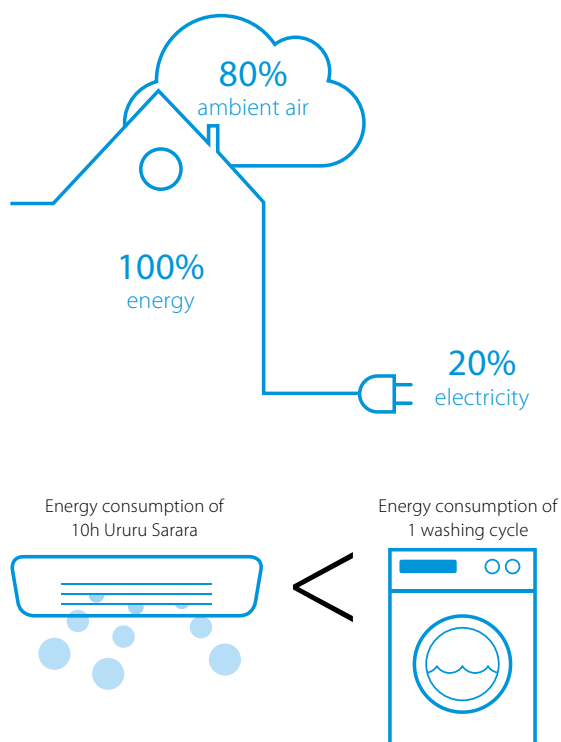 80%
ambient air
100%
energy
20%
electricity
Energy consumption of
10h Ururu Sarara
<
Energy consumption of
1 washing cycle